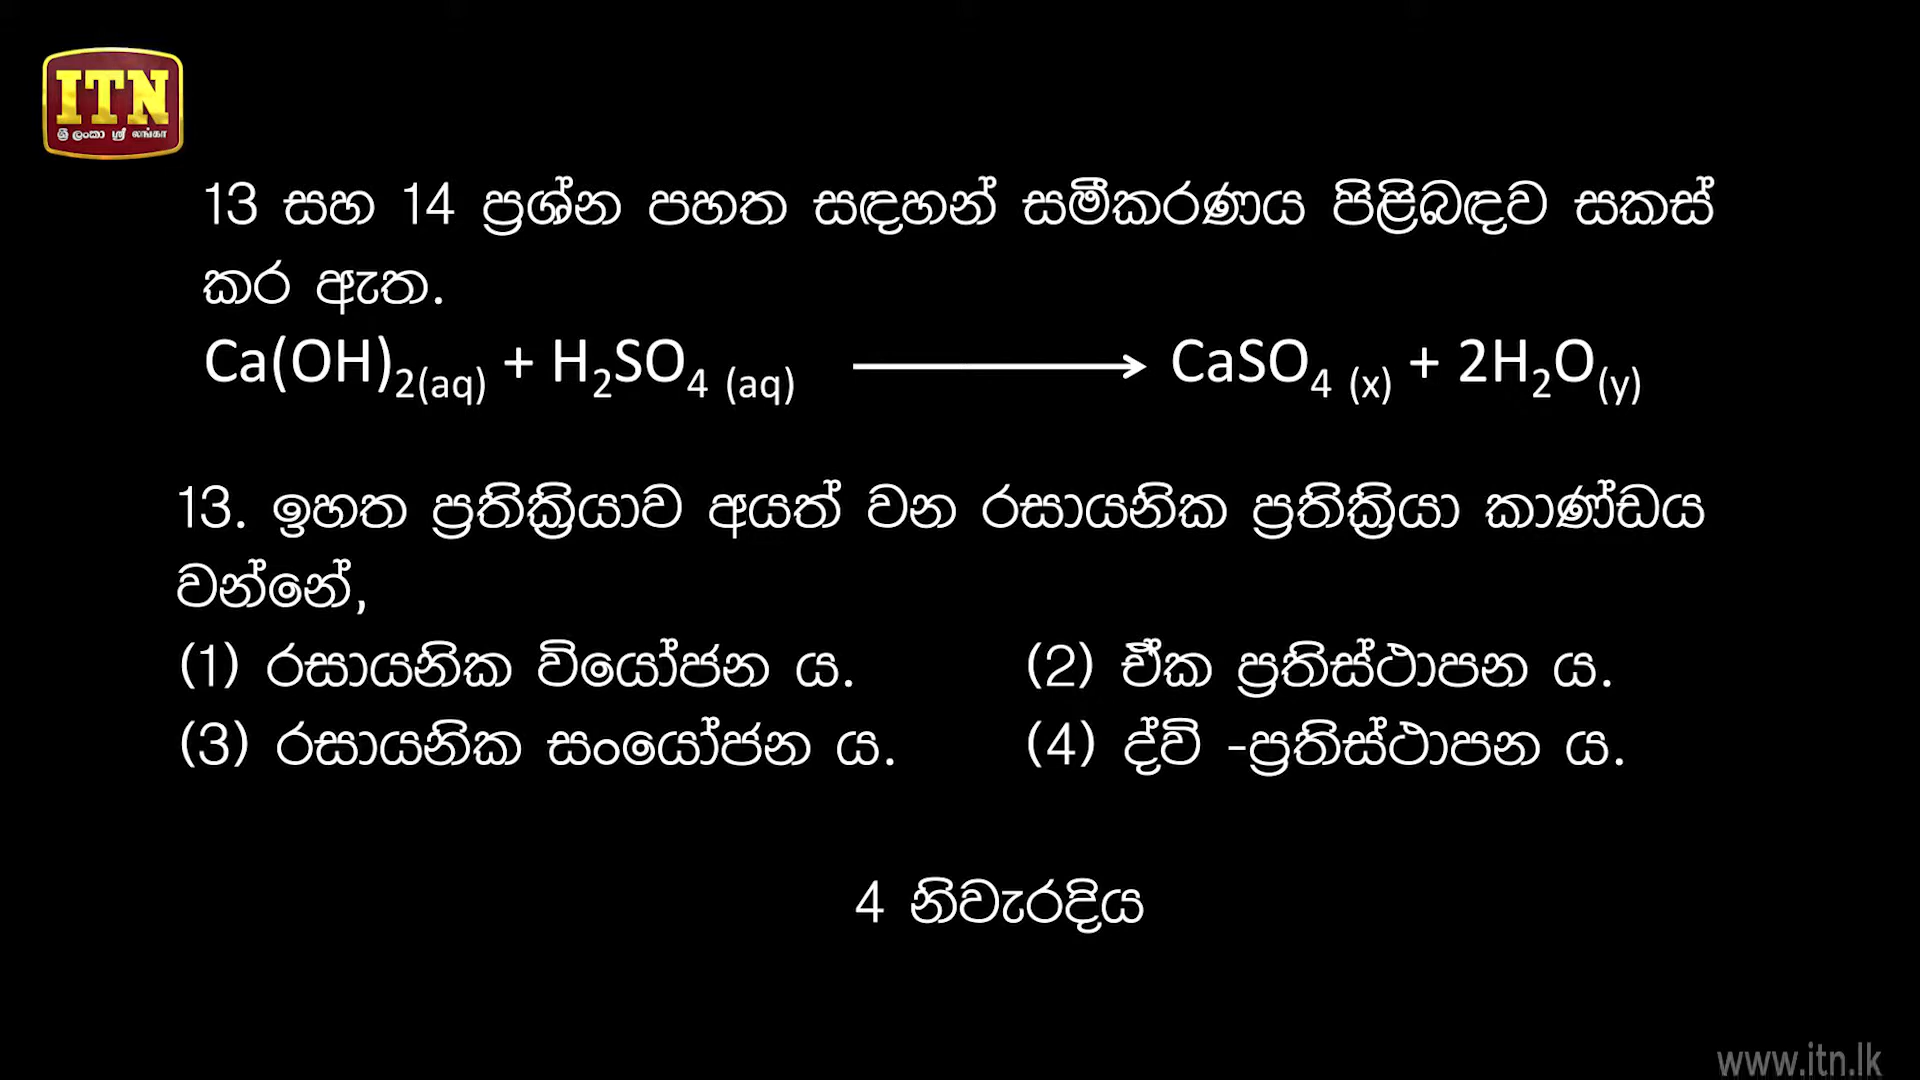 ITN
ශ්‍රී ලංකා ஸ்ரீ லங்கா
13 සහ 14 ප්‍රශ්න පහත සඳහන් සමීකරණය පිළිබඳව සකස්
කර ඇත.
Ca(OH)₂(aq) + H₂SO₄ (aq) ⟶ CaSO₄ (x) + 2H₂O(y)
13. ඉහත ප්‍රතික්‍රියාව අයත් වන රසායනික ප්‍රතික්‍රියා කාණ්ඩය
වන්නේ,
(1) රසායනික වියෝජන ය. (2) ඒක ප්‍රතිස්ථාපන ය.
(3) රසායනික සංයෝජන ය. (4) ද්වි -ප්‍රතිස්ථාපන ය.
4 නිවැරදිය
www.itn.lk